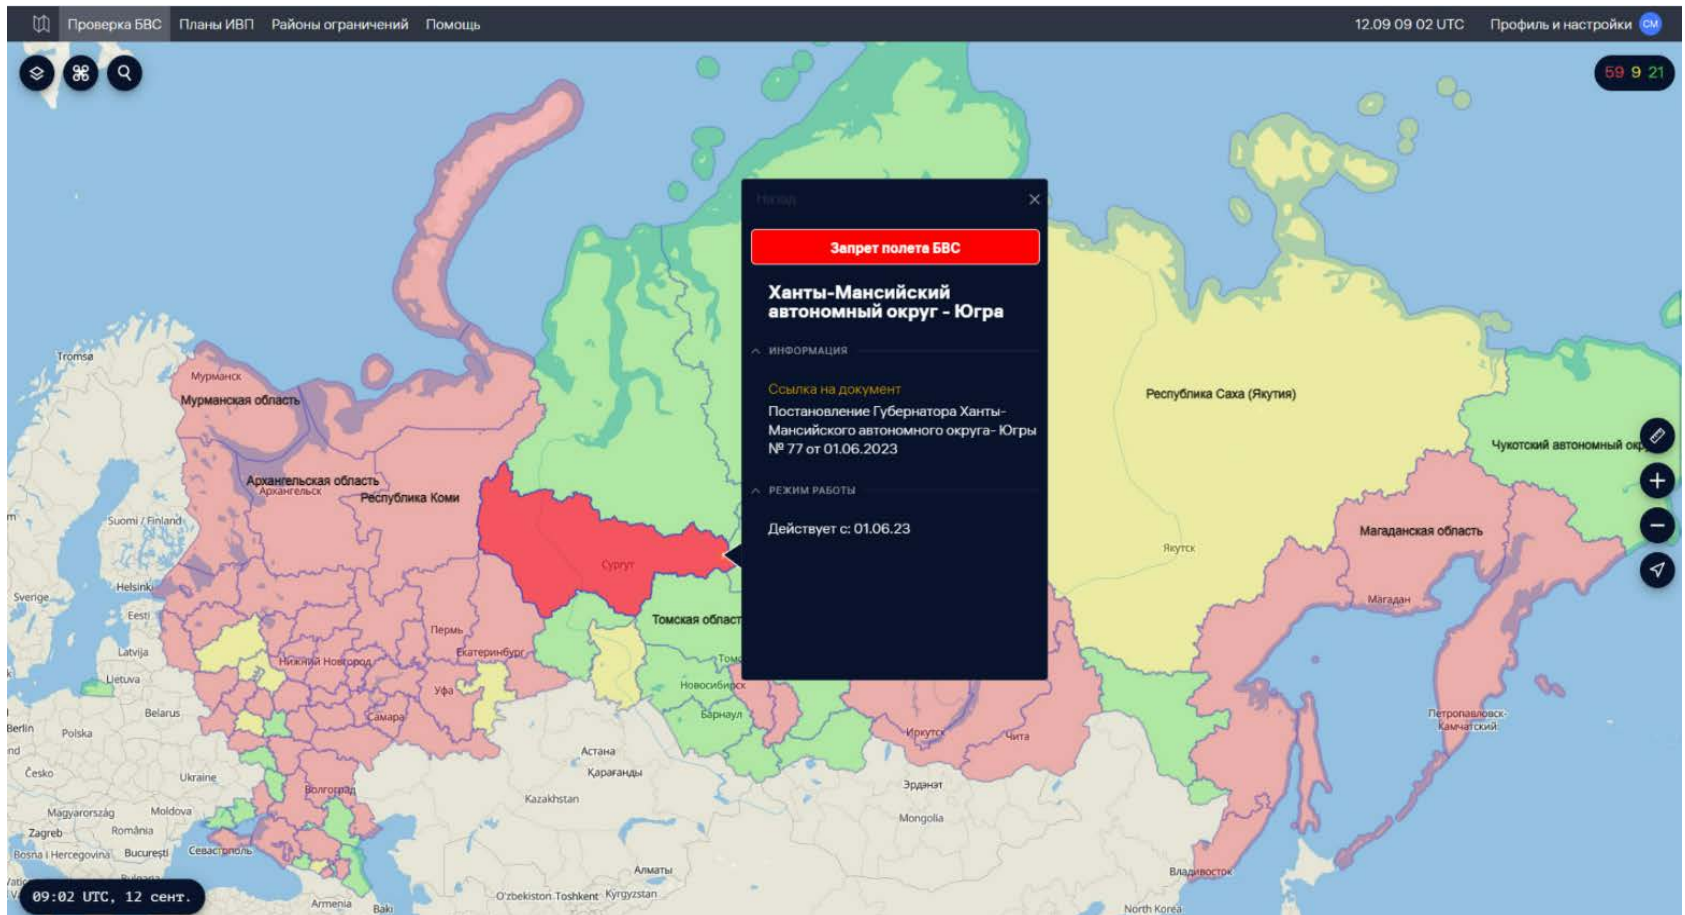 Проверка БВС
Планы ИВП
Районы ограничений
Помощь
12.09 09 02 UTC
Профиль и настройки
СМ
59 9 21
Назад
Запрет полета БВС
Ханты-Мансийский
автономный округ - Югра
ИНФОРМАЦИЯ
Ссылка на документ
Постановление Губернатора Ханты-
Мансийского автономного округа- Югры
№ 77 от 01.06.2023
РЕЖИМ РАБОТЫ
Действует с: 01.06.23
Tromsø
Мурманск
Мурманская область
Республика Саха (Якутия)
Чукотский автономный окр
Архангельская область
Архангельск
Республика Коми
Suomi / Finland
Магаданская область
Якутск
Сургут
Helsinki
Sverige
Магадан
Eesti
Томская област
Пермь
Latvija
Екатеринбург
Нижний Новгород
Lietuva
Уфа
Новосибирск
Belarus
Самара
Барнаул
Петропавловск-
Камчатский
Berlin
Polska
Иркутск
Чита
Астана
Česko
Ukraine
Қарағанды
Эрдэнэт
Волгоград
Kazakhstan
Magyarország
Moldova
Mongolia
Zagreb
România
Bosna i Hercegovina
București
Севастополь
Алматы
Владивосток
09:02 UTC, 12 сент.
Armenia
Bakı
O'zbekiston
Toshkent
Kyrgyzstan
North Korea